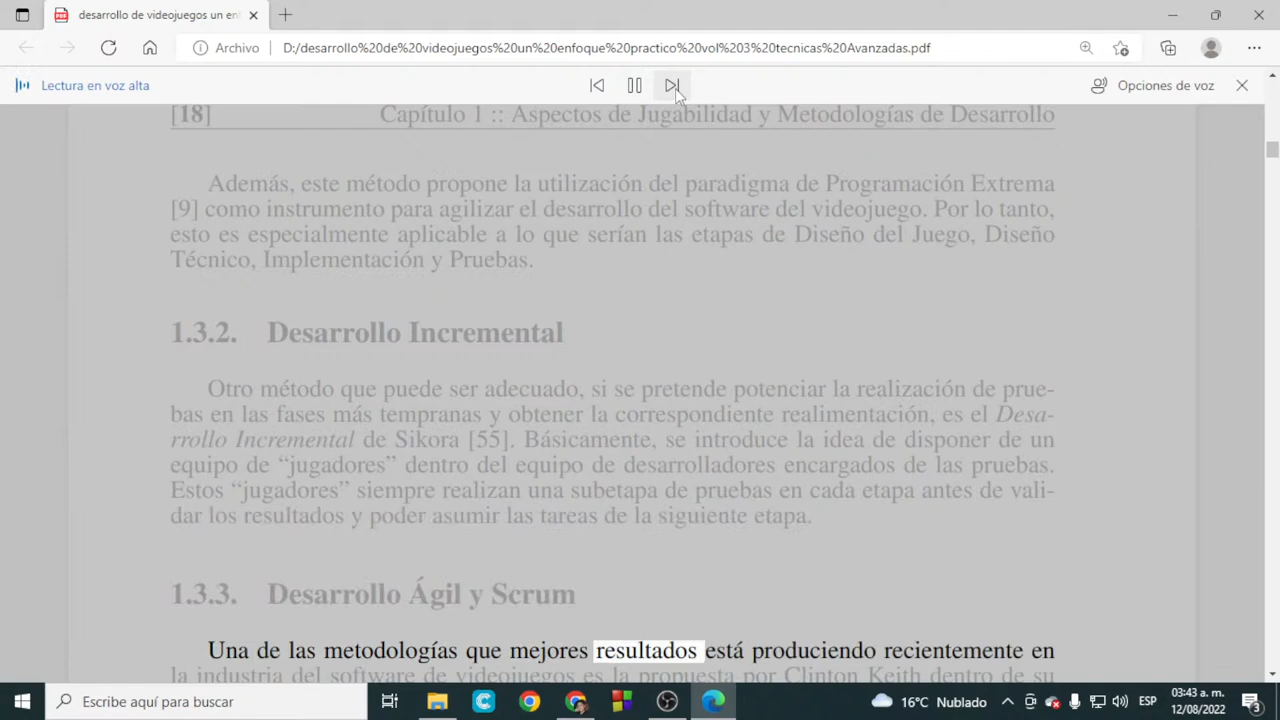 desarrollo de videojuegos un en
Archivo D:/desarrollo%20de%20videojuegos%20un%20enfoque%20practico%20vol%203%20tecnicas%20Avanzadas.pdf
Lectura en voz alta
Opciones de voz
[18] Capítulo 1 :: Aspectos de Jugabilidad y Metodologías de Desarrollo
Además, este método propone la utilización del paradigma de Programación Extrema
[9] como instrumento para agilizar el desarrollo del software del videojuego. Por lo tanto,
esto es especialmente aplicable a lo que serían las etapas de Diseño del Juego, Diseño
Técnico, Implementación y Pruebas.
1.3.2. Desarrollo Incremental
Otro método que puede ser adecuado, si se pretende potenciar la realización de prue-
bas en las fases más tempranas y obtener la correspondiente realimentación, es el Desa-
rrollo Incremental de Sikora [55]. Básicamente, se introduce la idea de disponer de un
equipo de “jugadores” dentro del equipo de desarrolladores encargados de las pruebas.
Estos “jugadores” siempre realizan una subetapa de pruebas en cada etapa antes de vali-
dar los resultados y poder asumir las tareas de la siguiente etapa.
1.3.3. Desarrollo Ágil y Scrum
Una de las metodologías que mejores resultados está produciendo recientemente en
la industria del software de videojuegos es la propuesta por Clinton Keith dentro de su
Escribe aquí para buscar
16°C Nublado
ESP
03:43 a. m.
12/08/2022
3